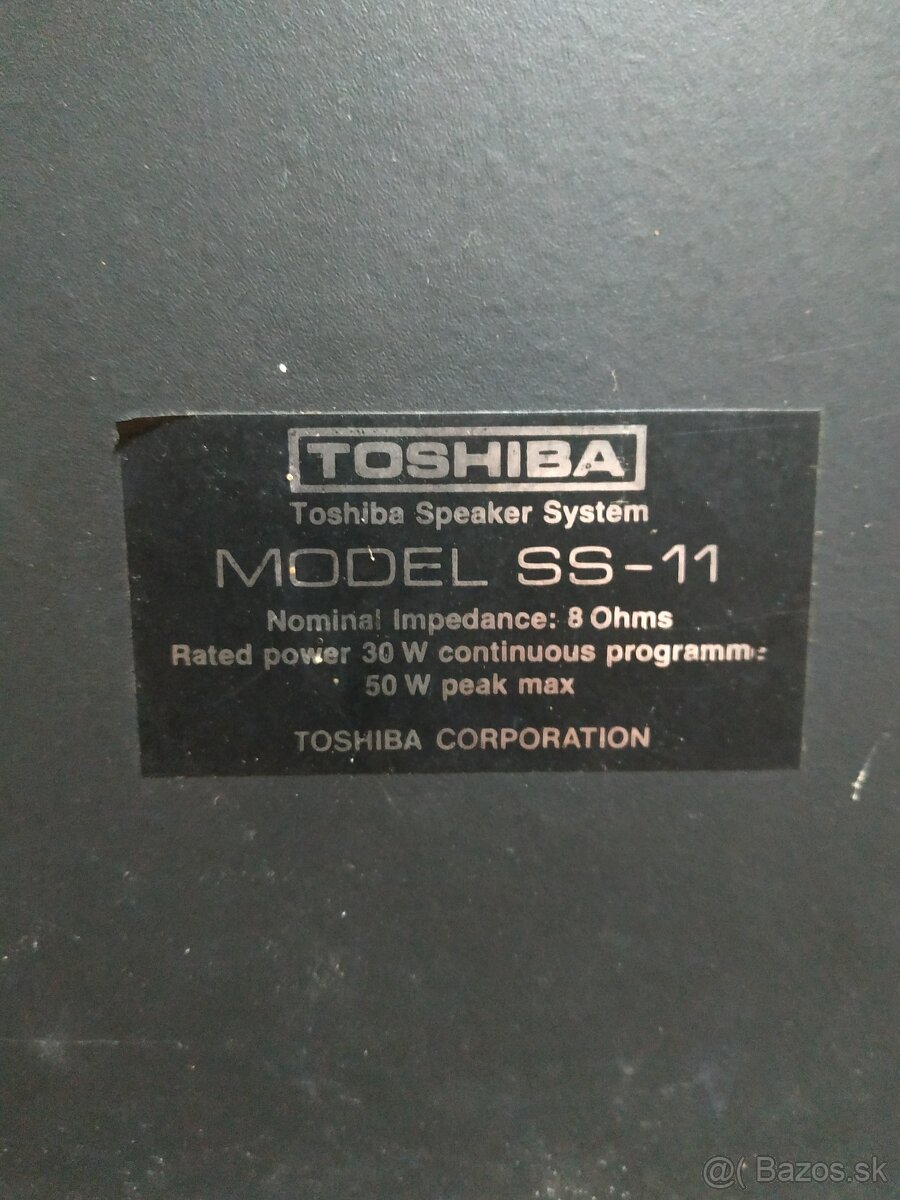 TOSHIBA
Toshiba Speaker System
MODEL SS-11
Nominal Impedance: 8 Ohms
Rated power 30 W continuous programme
50 W peak max
TOSHIBA CORPORATION
@( Bazos.sk